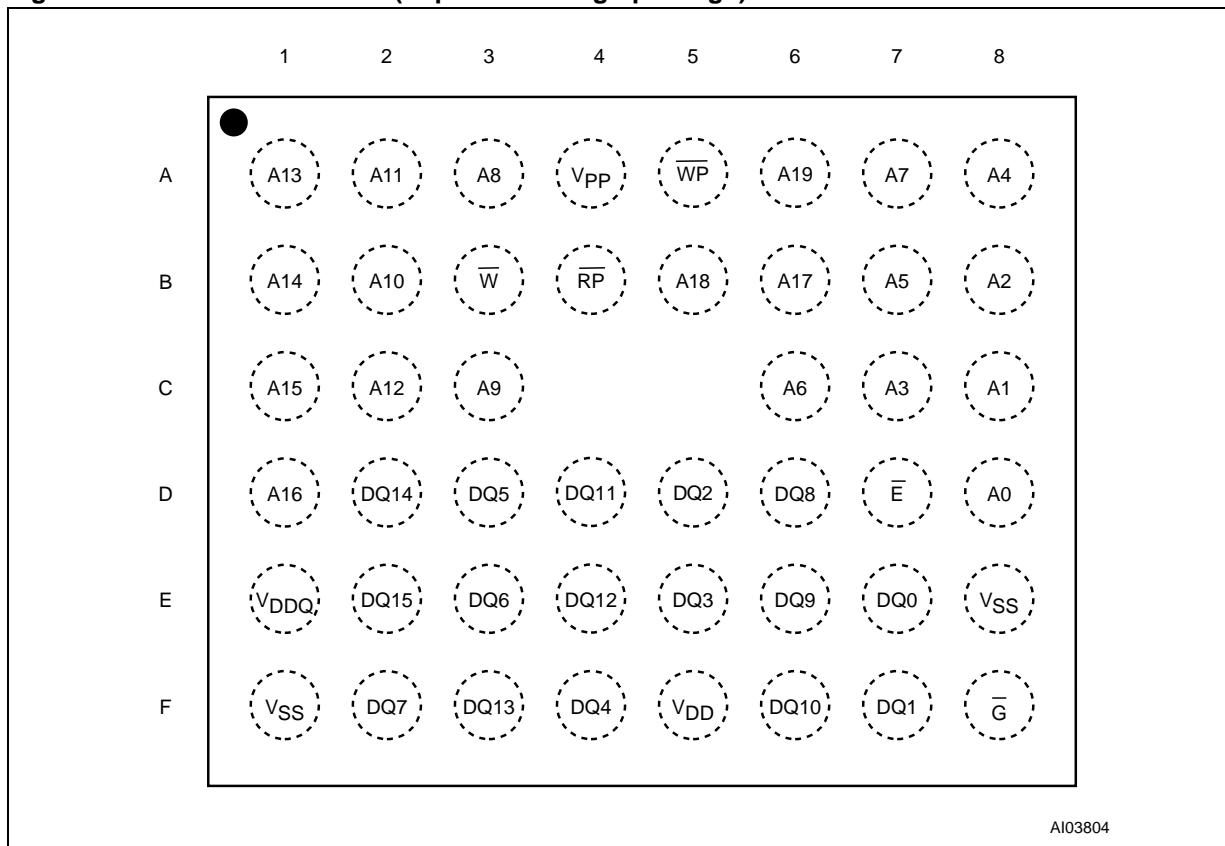 1 2 3 4 5 6 7 8
A A13 A11 A8 VPP W̅P̅ A19 A7 A4
B A14 A10 W̅ R̅P̅ A18 A17 A5 A2
C A15 A12 A9 A6 A3 A1
D A16 DQ14 DQ5 DQ11 DQ2 DQ8 E̅ A0
E VDDQ DQ15 DQ6 DQ12 DQ3 DQ9 DQ0 VSS
F VSS DQ7 DQ13 DQ4 VDD DQ10 DQ1 G̅
AI03804